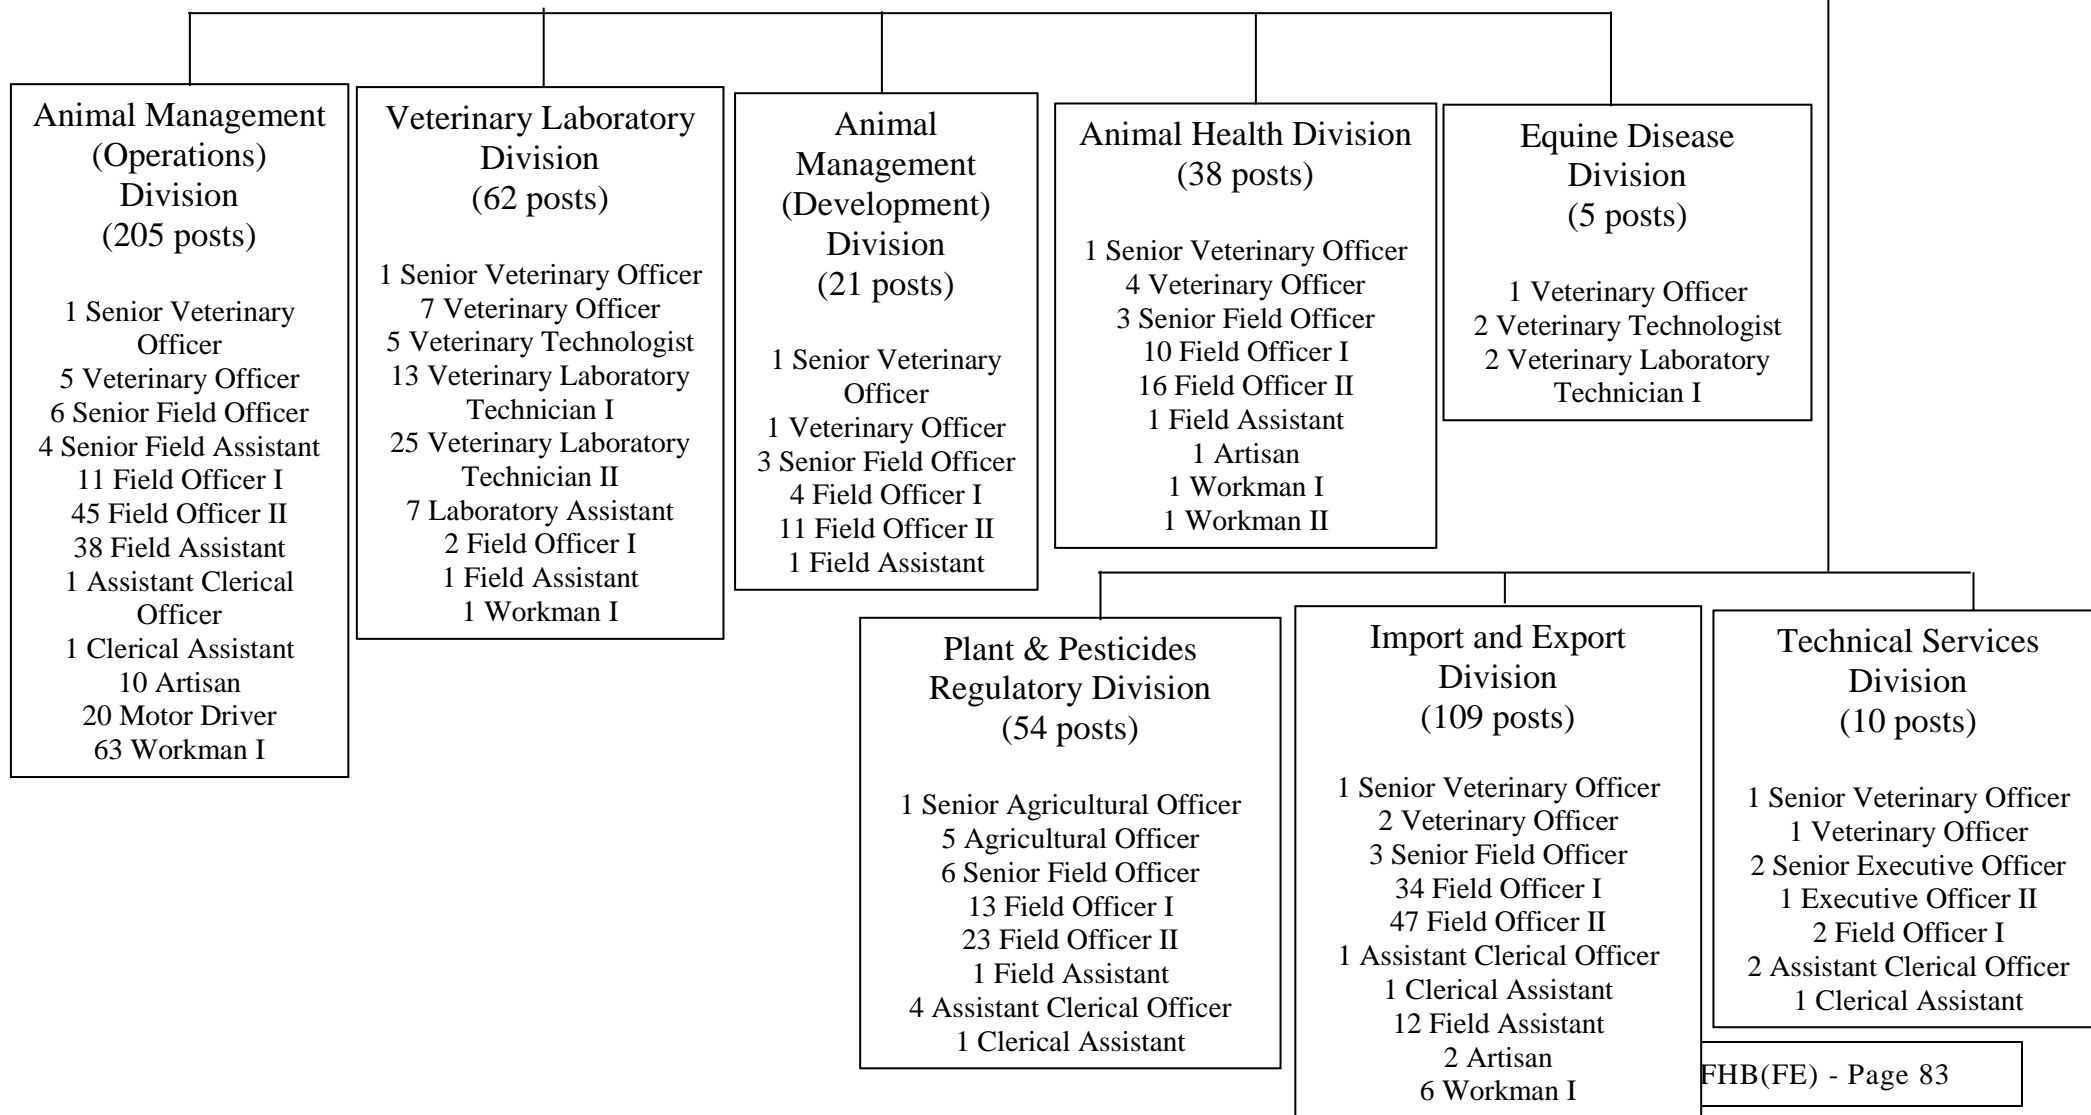 Animal Management
(Operations)
Division
(205 posts)
1 Senior Veterinary
Officer
5 Veterinary Officer
6 Senior Field Officer
4 Senior Field Assistant
11 Field Officer I
45 Field Officer II
38 Field Assistant
1 Assistant Clerical
Officer
1 Clerical Assistant
10 Artisan
20 Motor Driver
63 Workman I
Veterinary Laboratory
Division
(62 posts)
1 Senior Veterinary Officer
7 Veterinary Officer
5 Veterinary Technologist
13 Veterinary Laboratory
Technician I
25 Veterinary Laboratory
Technician II
7 Laboratory Assistant
2 Field Officer I
1 Field Assistant
1 Workman I
Animal
Management
(Development)
Division
(21 posts)
1 Senior Veterinary
Officer
1 Veterinary Officer
3 Senior Field Officer
4 Field Officer I
11 Field Officer II
1 Field Assistant
Animal Health Division
(38 posts)
1 Senior Veterinary Officer
4 Veterinary Officer
3 Senior Field Officer
10 Field Officer I
16 Field Officer II
1 Field Assistant
1 Artisan
1 Workman I
1 Workman II
Equine Disease
Division
(5 posts)
1 Veterinary Officer
2 Veterinary Technologist
2 Veterinary Laboratory
Technician I
Plant & Pesticides
Regulatory Division
(54 posts)
1 Senior Agricultural Officer
5 Agricultural Officer
6 Senior Field Officer
13 Field Officer I
23 Field Officer II
1 Field Assistant
4 Assistant Clerical Officer
1 Clerical Assistant
Import and Export
Division
(109 posts)
1 Senior Veterinary Officer
2 Veterinary Officer
3 Senior Field Officer
34 Field Officer I
47 Field Officer II
1 Assistant Clerical Officer
1 Clerical Assistant
12 Field Assistant
2 Artisan
6 Workman I
Technical Services
Division
(10 posts)
1 Senior Veterinary Officer
1 Veterinary Officer
2 Senior Executive Officer
1 Executive Officer II
2 Field Officer I
2 Assistant Clerical Officer
1 Clerical Assistant
FHB(FE) - Page 83